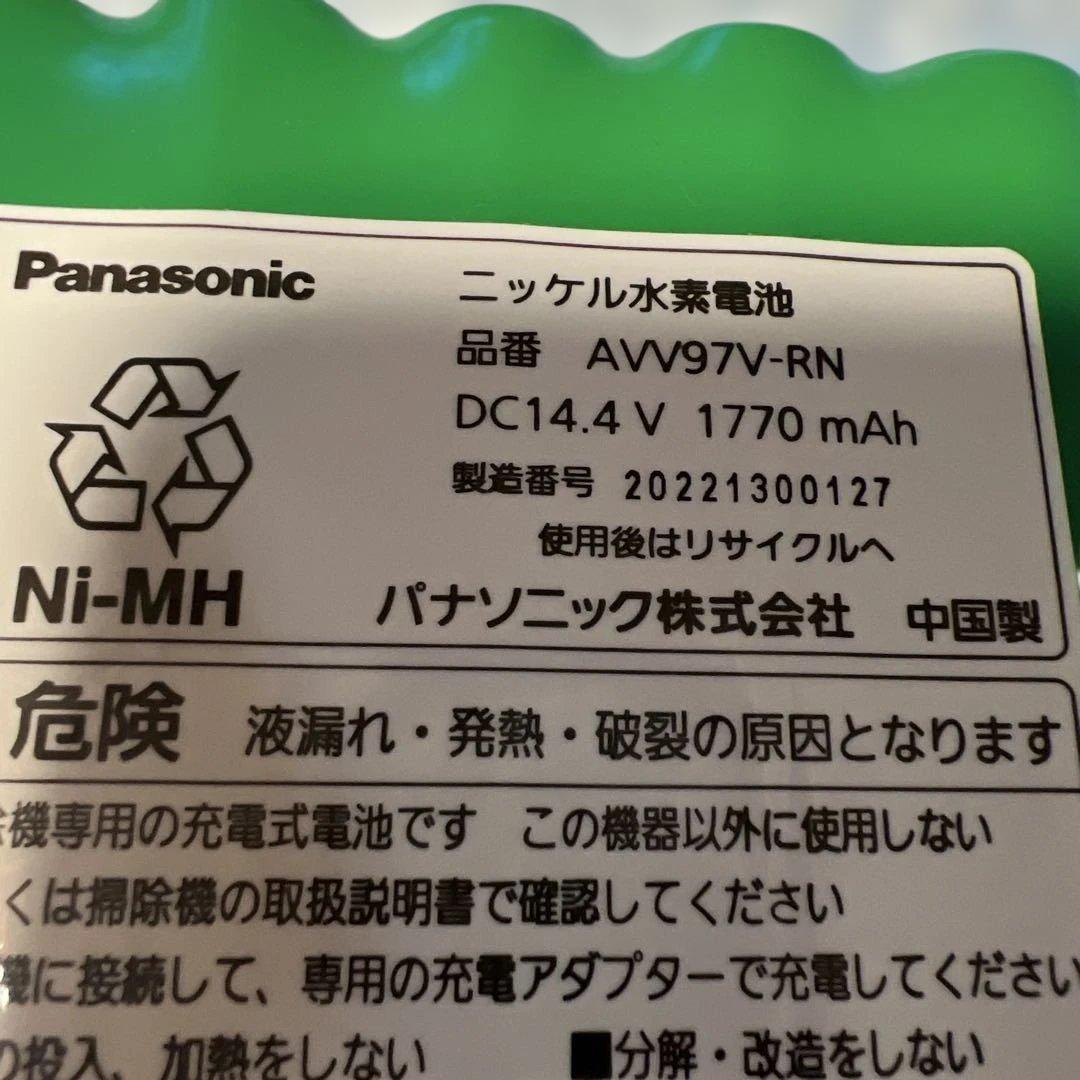 Panasonic
ニッケル水素電池
品番 AVV97V-RN
DC14.4V 1770 mAh
製造番号 20221300127
使用後はリサイクルへ
Ni-MH
パナソニック株式会社 中国製
危険 液漏れ・発熱・破裂の原因となります
機専用の充電式電池です この機器以外に使用しない
くは掃除機の取扱説明書で確認してください
機に接続して、専用の充電アダプターで充電してください
の投入、加熱をしない ■分解・改造をしない